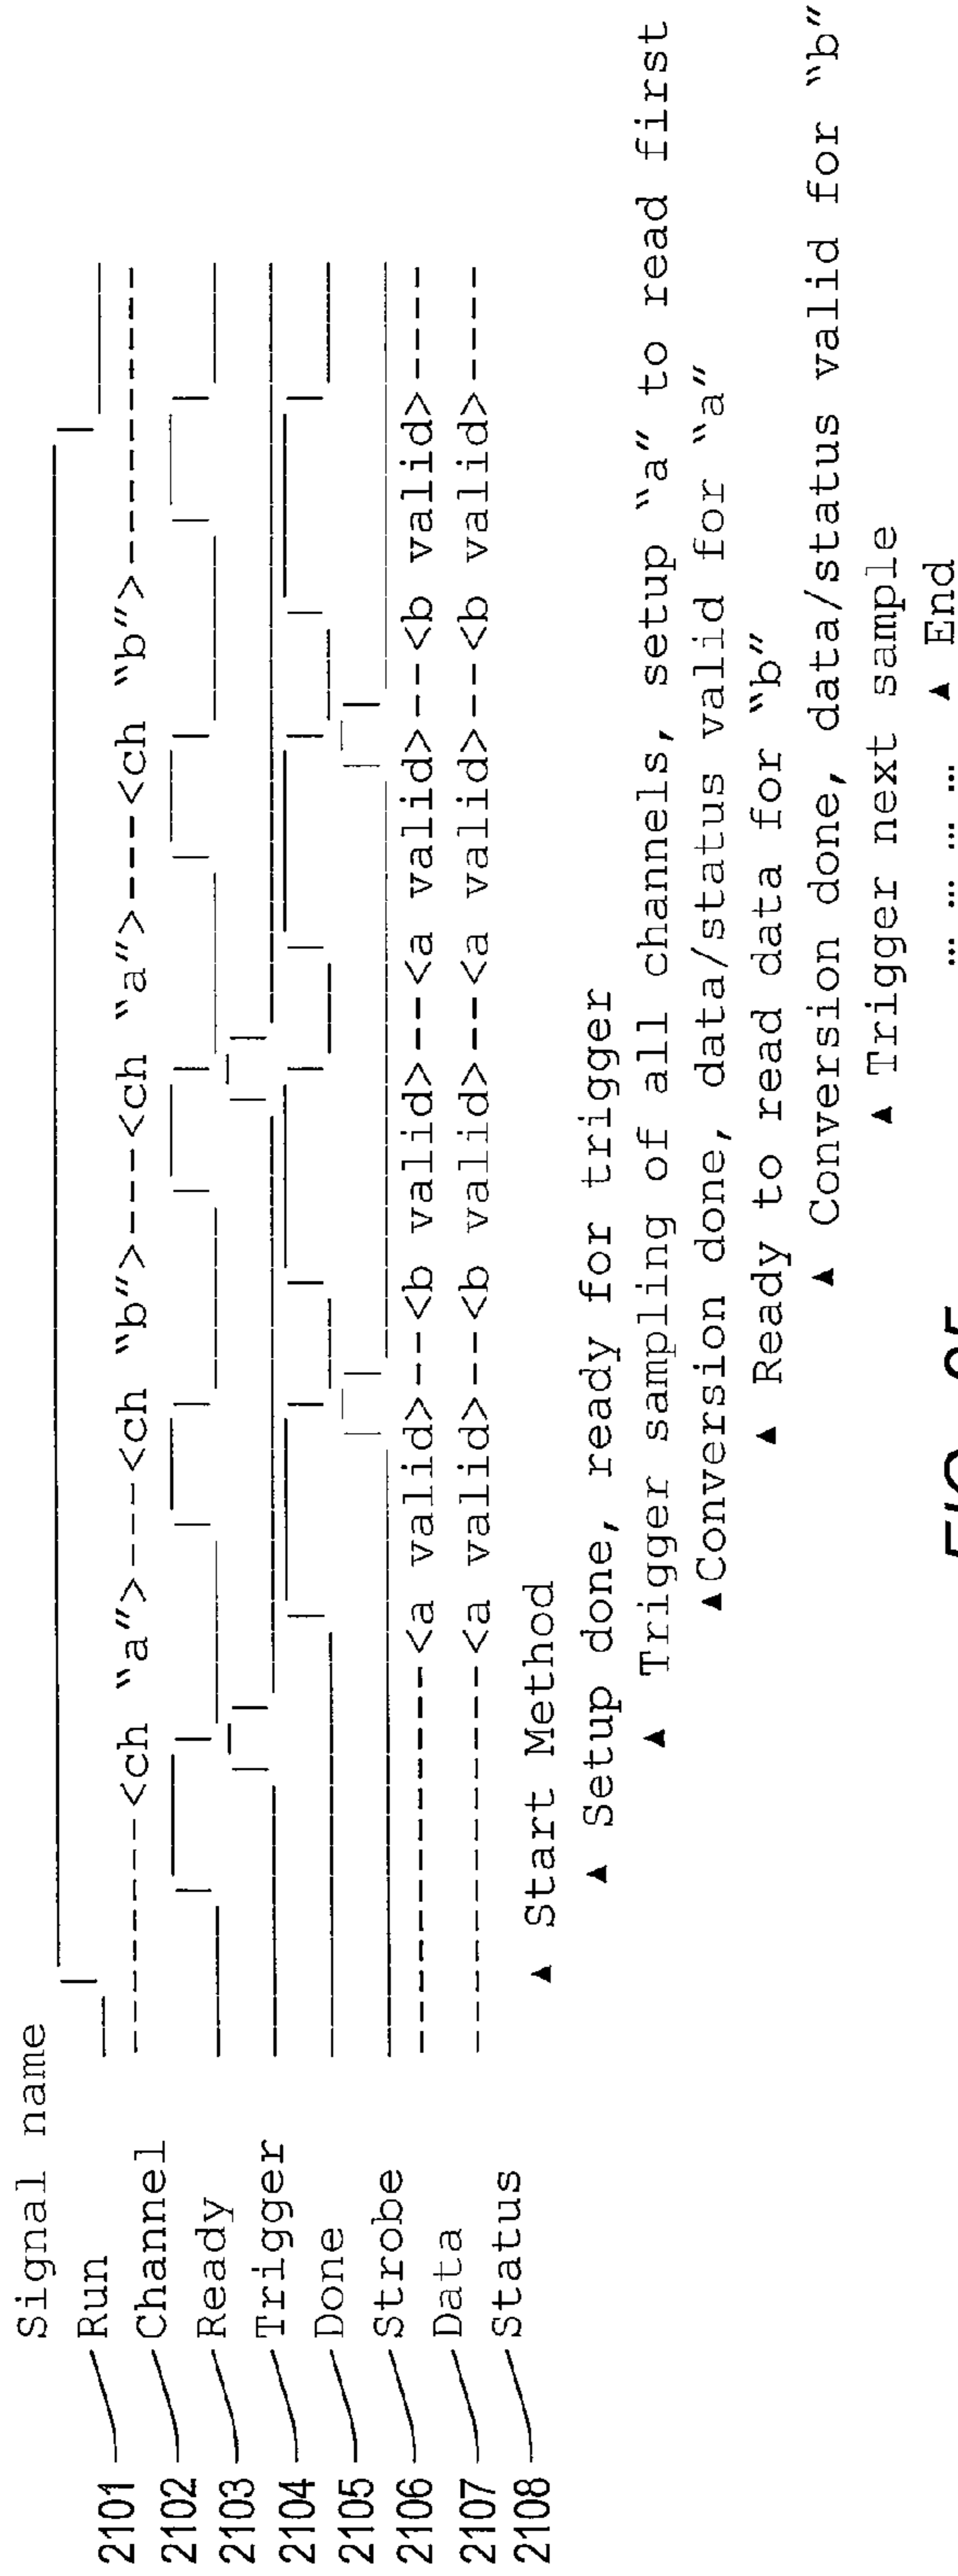 Signal name
2101 Run
2102 Channel -------<ch "a">----<ch "b">----<ch "a">----<ch "b">-----------
2103 Ready
2104 Trigger
2105 Done
2106 Strobe
2107 Data ------------<a valid>---<b valid>---<a valid>---<b valid>----
2108 Status ------------<a valid>---<b valid>---<a valid>---<b valid>----
▲ Start Method
▲ Setup done, ready for trigger
▲ Trigger sampling of all channels, setup "a" to read first
▲Conversion done, data/status valid for "a"
▲ Ready to read data for "b"
▲ Conversion done, data/status valid for "b"
▲ Trigger next sample
... ... ... ... ▲ End